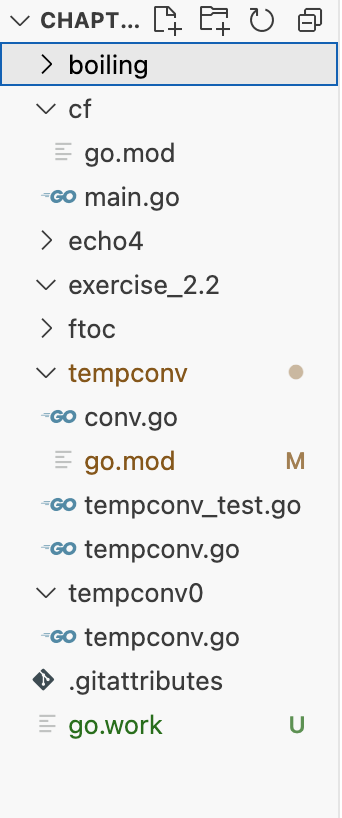 CHAPT...
boiling
cf
go.mod
GO main.go
echo4
exercise_2.2
ftoc
tempconv
GO conv.go
go.mod M
GO tempconv_test.go
GO tempconv.go
tempconv0
GO tempconv.go
.gitattributes
go.work U